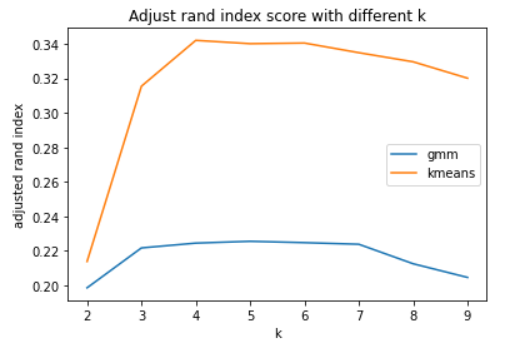 Adjust rand index score with different k
adjusted rand index
0.34
0.32
0.30
0.28
0.26
0.24
0.22
0.20
gmm
kmeans
2 3 4 5 6 7 8 9
k